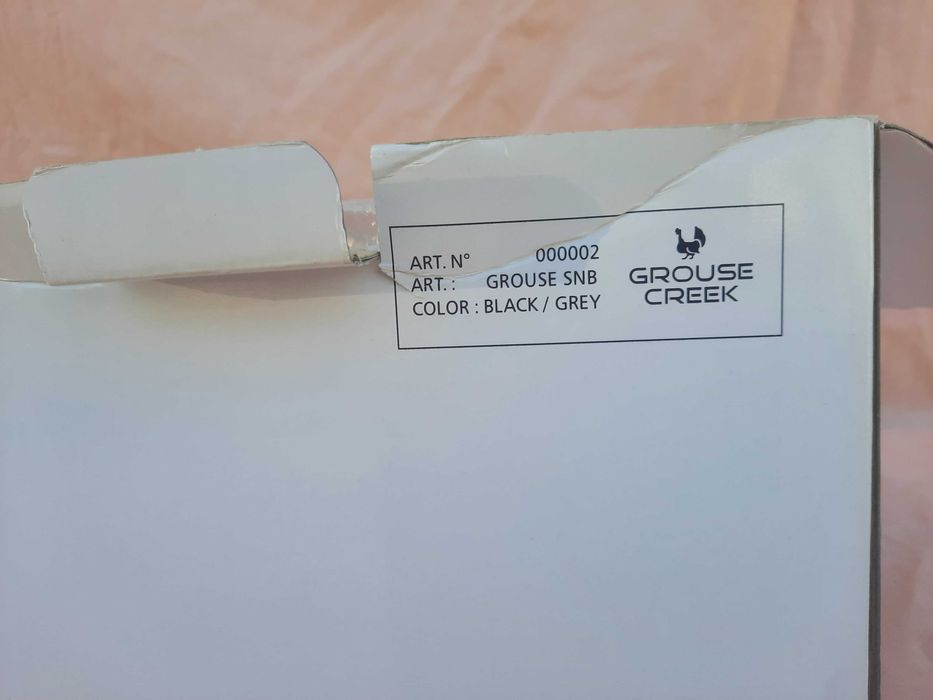 ART. N° 000002
ART. : GROUSE SNB
COLOR : BLACK / GREY
GROUSE
CREEK